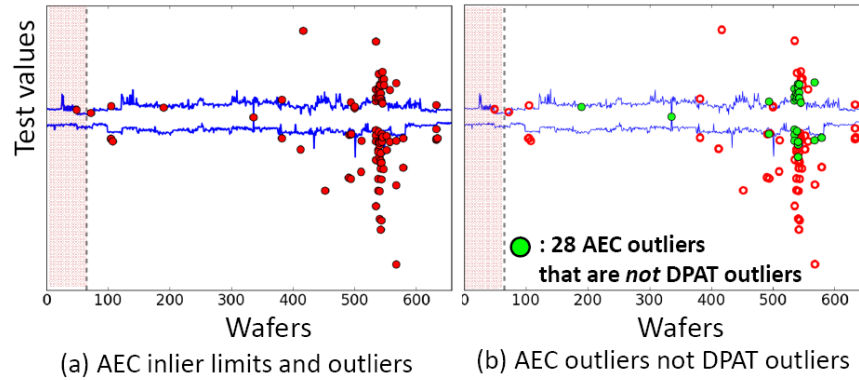 Test values
0 100 200 300 400 500 600
Wafers
(a) AEC inlier limits and outliers
: 28 AEC outliers
that are not DPAT outliers
0 100 200 300 400 500 600
Wafers
(b) AEC outliers not DPAT outliers